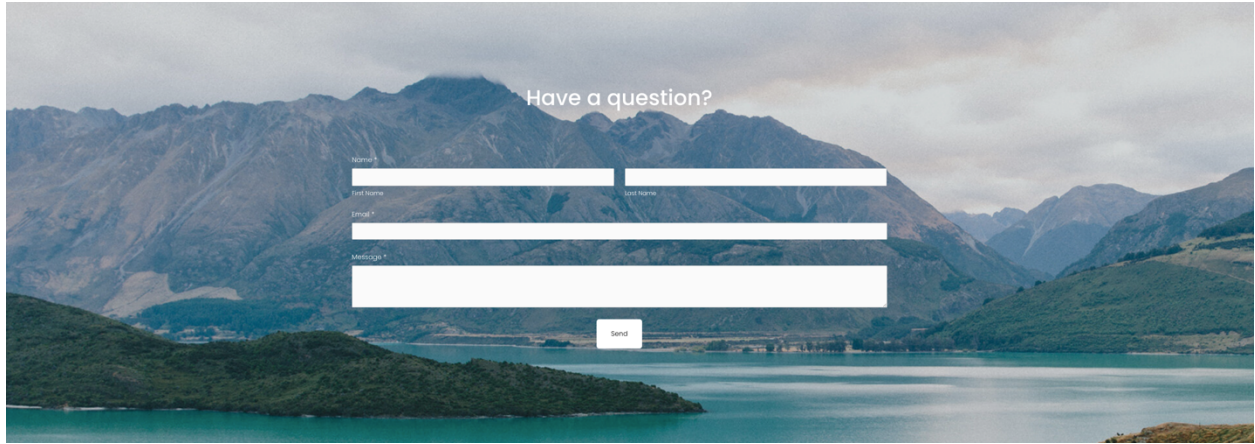 Have a question?
Name *
First Name Last Name
Email *
Message *
Send